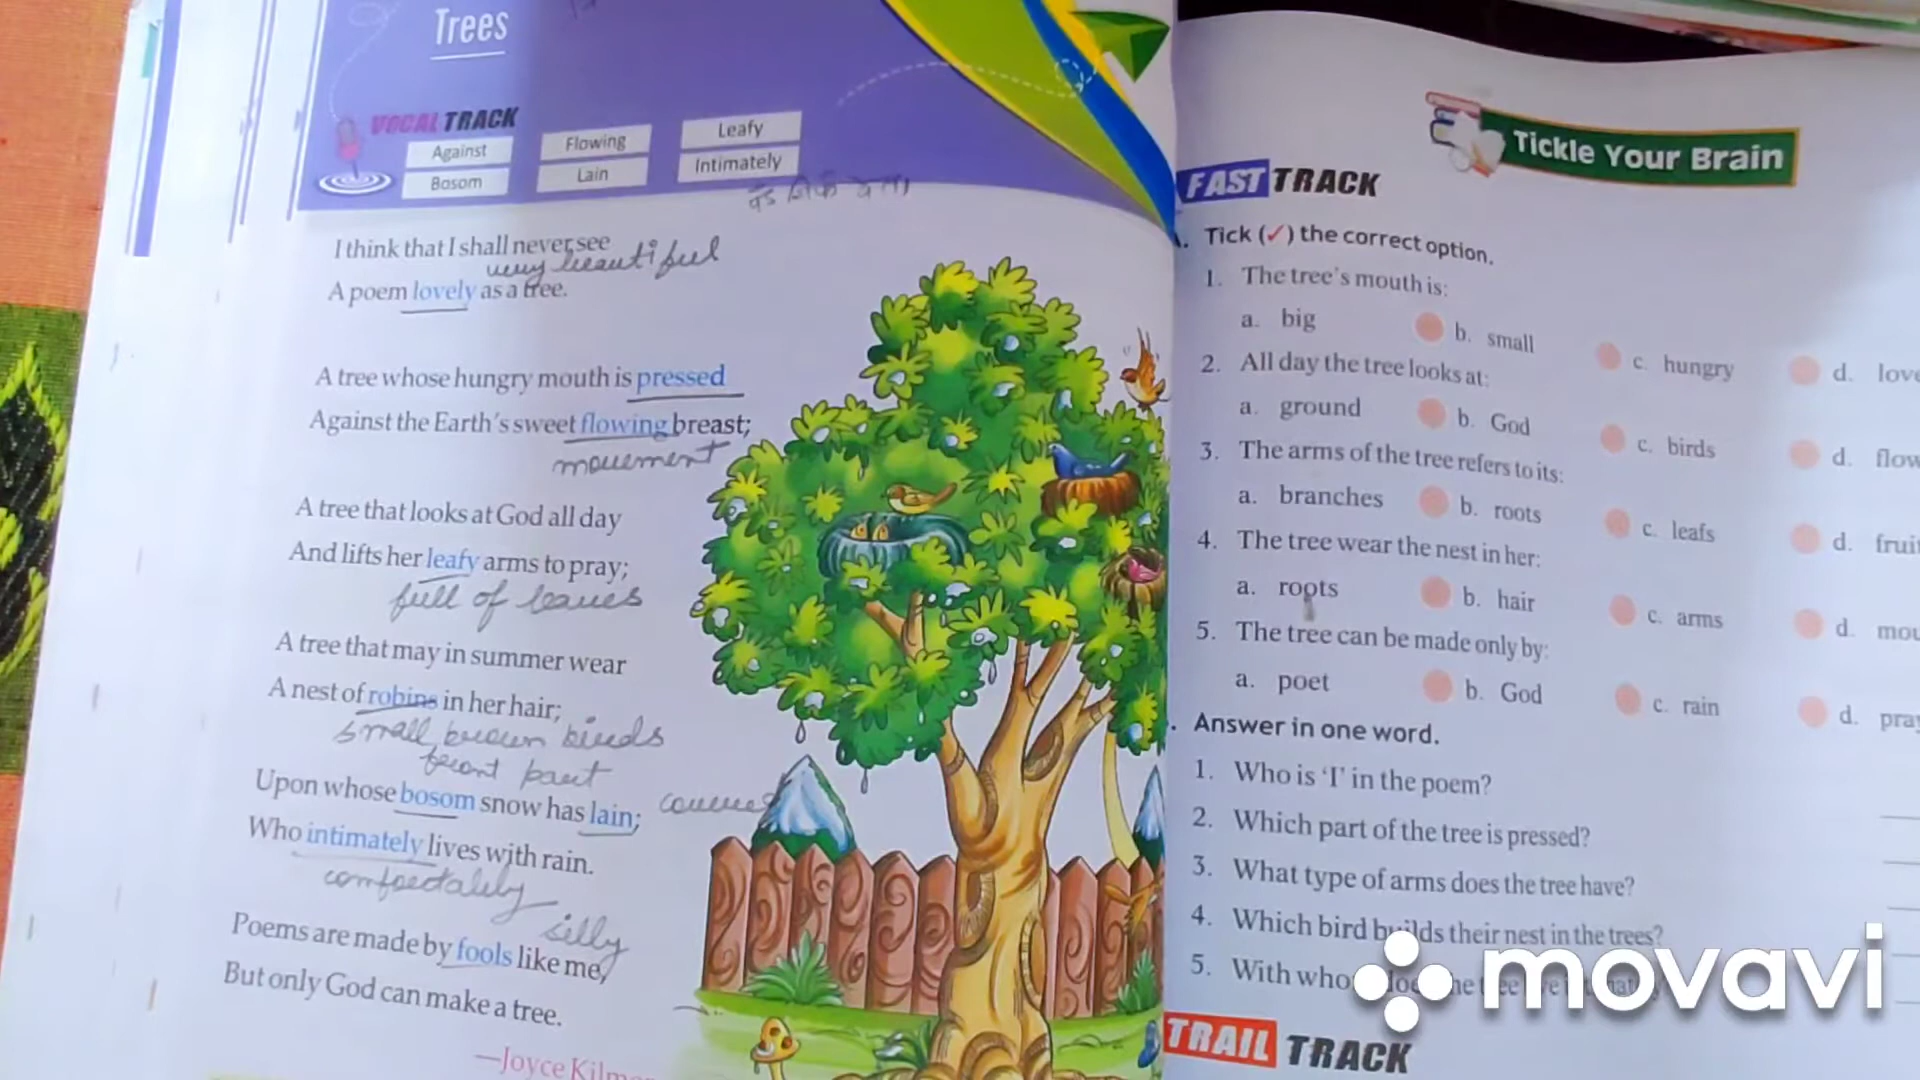 Trees
VOCAL TRACK
Against
Flowing
Leafy
Bosom
Lain
Intimately
I think that I shall never see
very beautiful
A poem lovely as a tree.
A tree whose hungry mouth is pressed
Against the Earth's sweet flowing breast;
movement
A tree that looks at God all day
And lifts her leafy arms to pray;
full of leaves
A tree that may in summer wear
A nest of robins in her hair;
small brown birds
front part
Upon whose bosom snow has lain;
Who intimately lives with rain.
comfortablly
silly
Poems are made by fools like me,
But only God can make a tree.
—Joyce
Tickle Your Brain
FAST TRACK
Tick (✓) the correct option.
1. The tree's mouth is:
a. big b. small c. hungry d.
2. All day the tree looks at:
a. ground b. God c. birds d.
3. The arms of the tree refers to its:
a. branches b. roots c. leafs d.
4. The tree wear the nest in her:
a. roots b. hair c. arms d.
5. The tree can be made only by:
a. poet b. God c. rain d.
Answer in one word.
1. Who is 'I' in the poem?
2. Which part of the tree is pressed?
3. What type of arms does the tree have?
4. Which bird builds their nest in the trees?
5. With
movavi
TRAIL TRACK